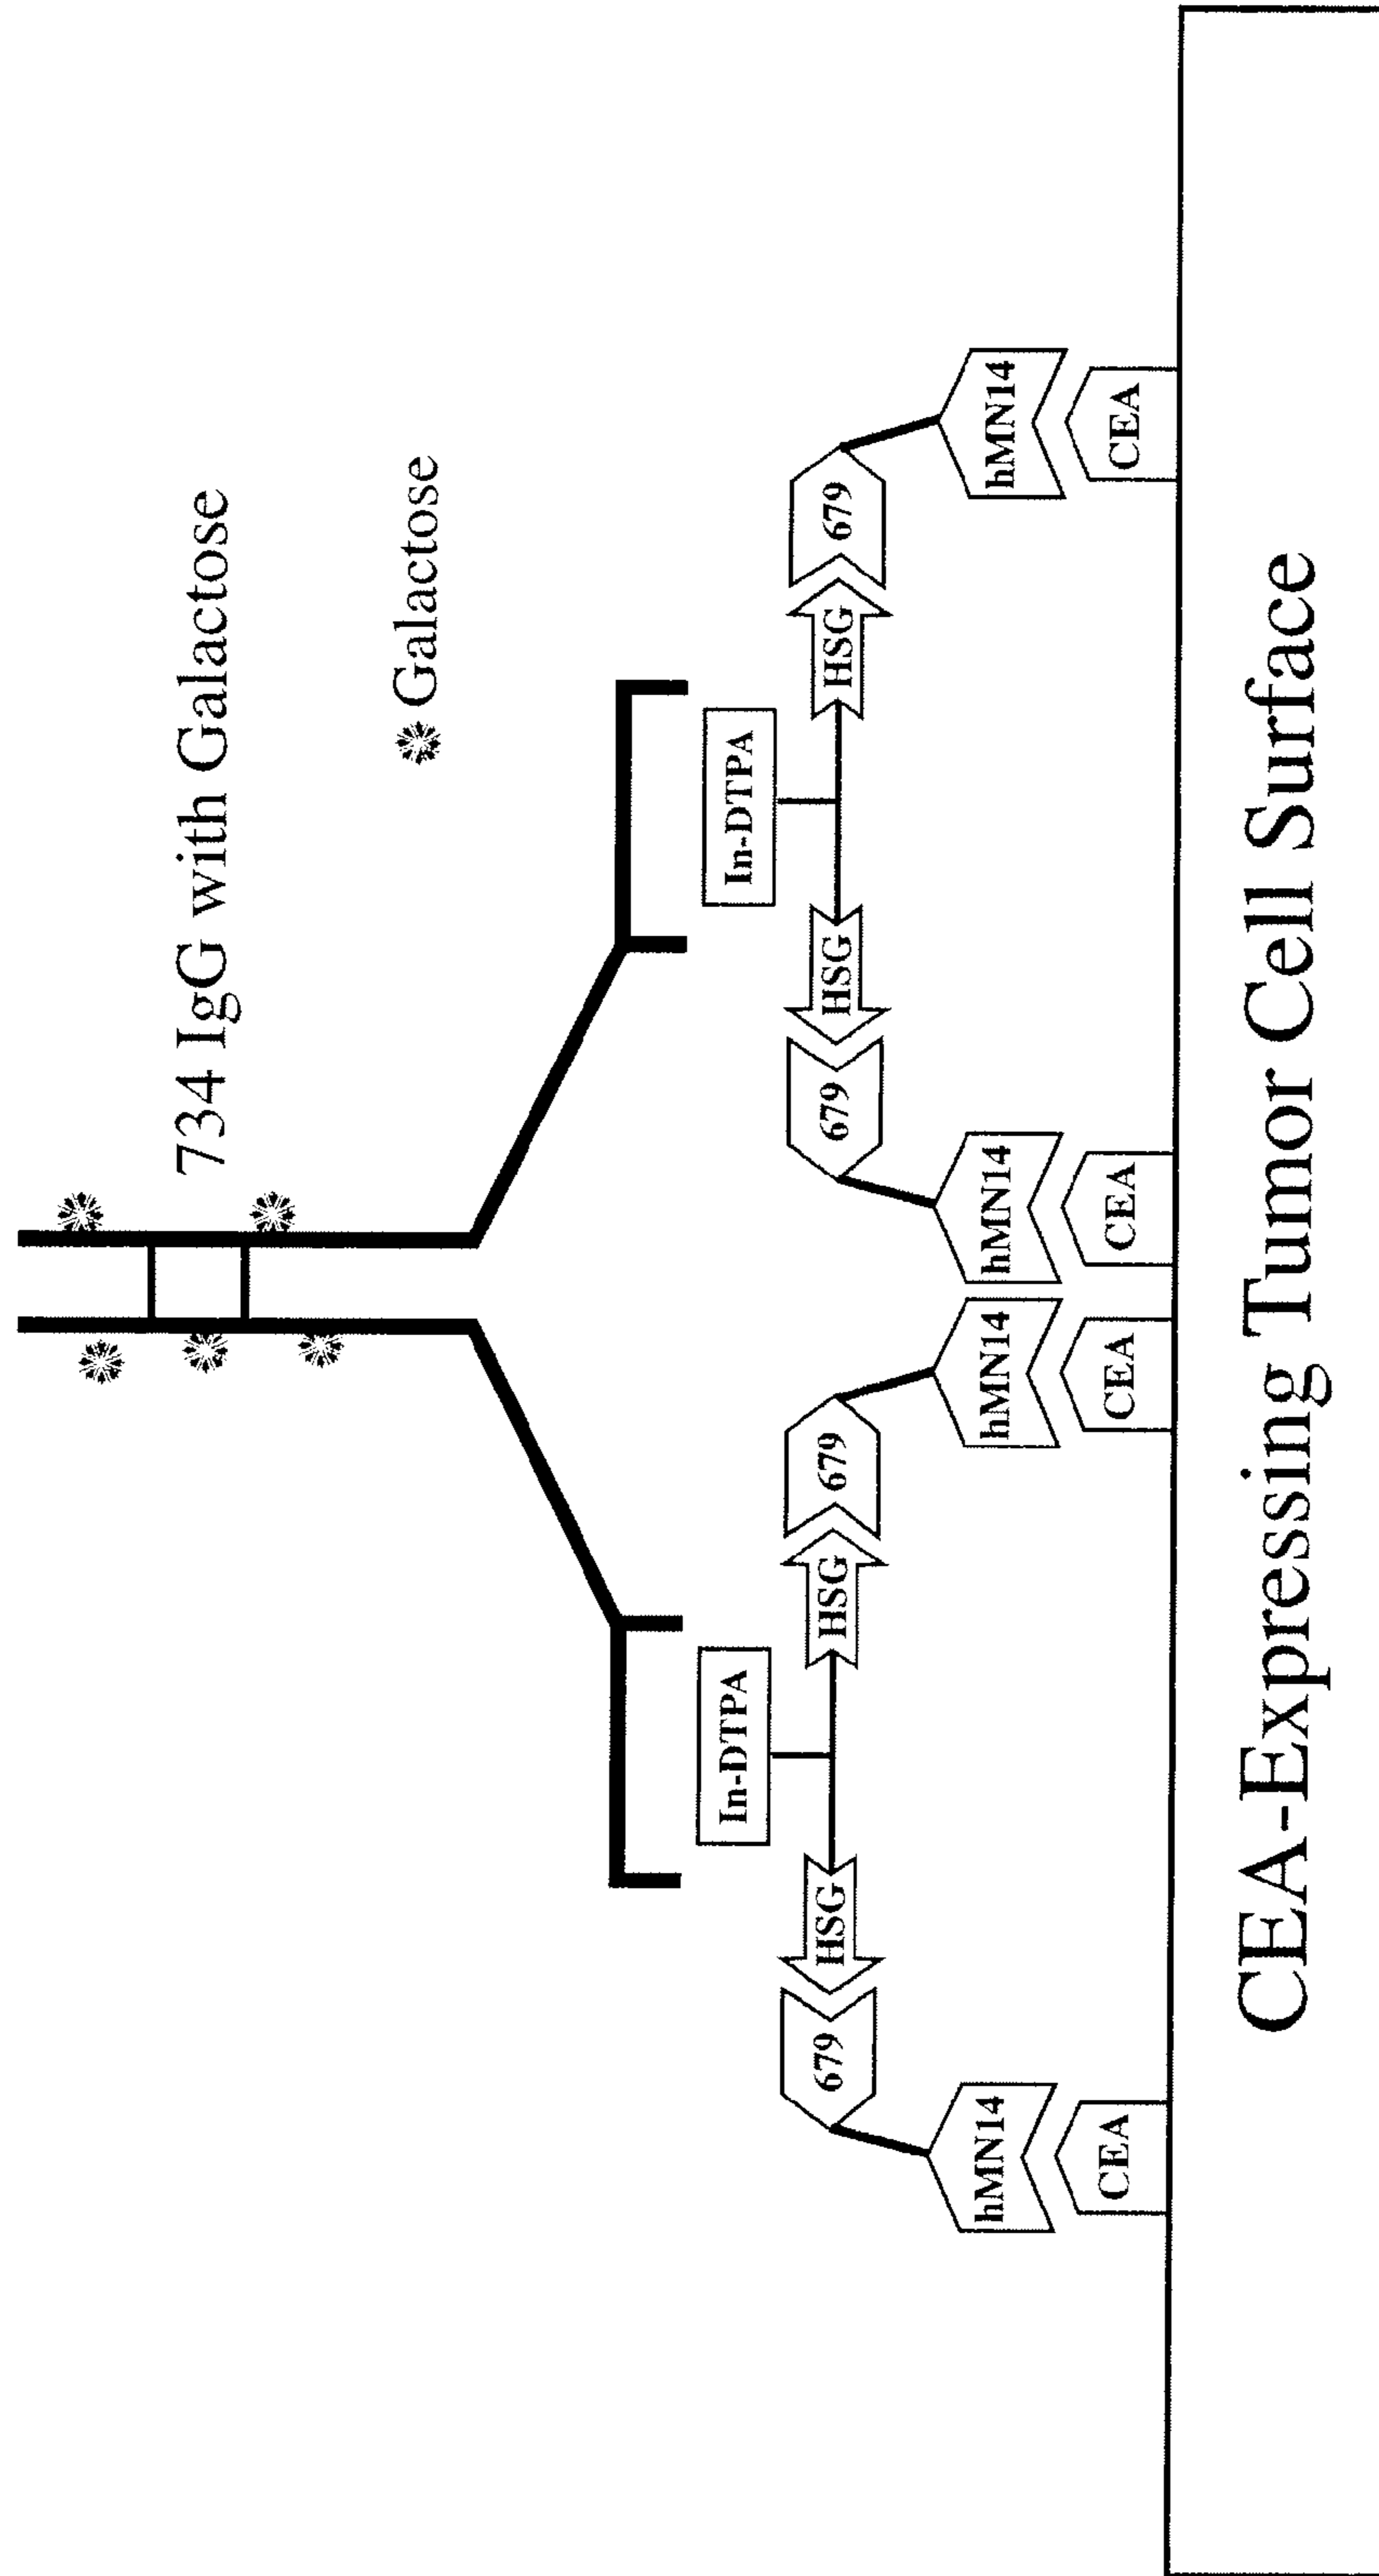 734 IgG with Galactose
Galactose
In-DTPA
In-DTPA
679
HSG
HSG
679
679
HSG
HSG
679
hMN14
hMN14
hMN14
hMN14
CEA
CEA
CEA
CEA
CEA-Expressing Tumor Cell Surface